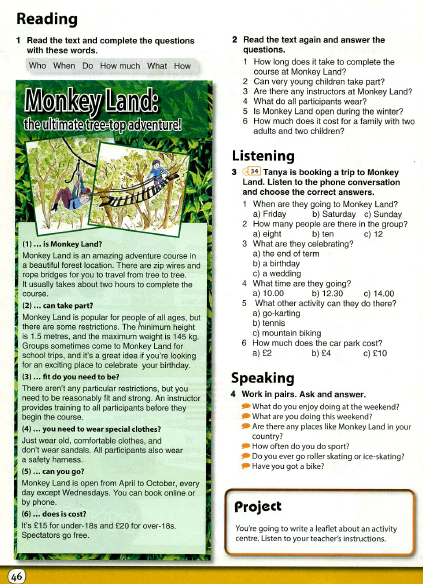 Reading
1 Read the text and complete the questions
with these words.
Who When Do How much What How
Monkey Land:
the ultimate tree-top adventure!
(1) ... is Monkey Land?
Monkey Land is an amazing adventure course in
a beautiful forest location. There are zip wires and
rope bridges for you to travel from tree to tree.
It usually takes about two hours to complete the
course.
(2) ... can take part?
Monkey Land is popular for people of all ages, but
there are some restrictions. The minimum height
is 1.5 metres, and the maximum weight is 145 kg.
Groups sometimes come to Monkey Land for
school trips, and it's a great idea if you're looking
for an exciting place to celebrate your birthday.
(3) ... fit do you need to be?
There aren't any particular restrictions, but you
need to be reasonably fit and strong. An instructor
provides training to all participants before they
begin the course.
(4) ... you need to wear special clothes?
Just wear old, comfortable clothes, and
don't wear sandals. All participants also wear
a safety harness.
(5) ... can you go?
Monkey Land is open from April to October, every
day except Wednesdays. You can book online or
by phone.
(6) ... does is cost?
It's £15 for under-18s and £20 for over-18s.
Spectators go free.
2 Read the text again and answer the
questions.
1 How long does it take to complete the
course at Monkey Land?
2 Can very young children take part?
3 Are there any instructors at Monkey Land?
4 What do all participants wear?
5 Is Monkey Land open during the winter?
6 How much does it cost for a family with two
adults and two children?
Listening
3 34 Tanya is booking a trip to Monkey
Land. Listen to the phone conversation
and choose the correct answers.
1 When are they going to Monkey Land?
a) Friday b) Saturday c) Sunday
2 How many people are there in the group?
a) eight b) ten c) 12
3 What are they celebrating?
a) the end of term
b) a birthday
c) a wedding
4 What time are they going?
a) 10.00 b) 12.30 c) 14.00
5 What other activity can they do there?
a) go-karting
b) tennis
c) mountain biking
6 How much does the car park cost?
a) £2 b) £4 c) £10
Speaking
4 Work in pairs. Ask and answer.
What do you enjoy doing at the weekend?
What are you doing this weekend?
Are there any places like Monkey Land in your
country?
How often do you do sport?
Do you ever go roller skating or ice-skating?
Have you got a bike?
Project
You're going to write a leaflet about an activity
centre. Listen to your teacher's instructions.
46